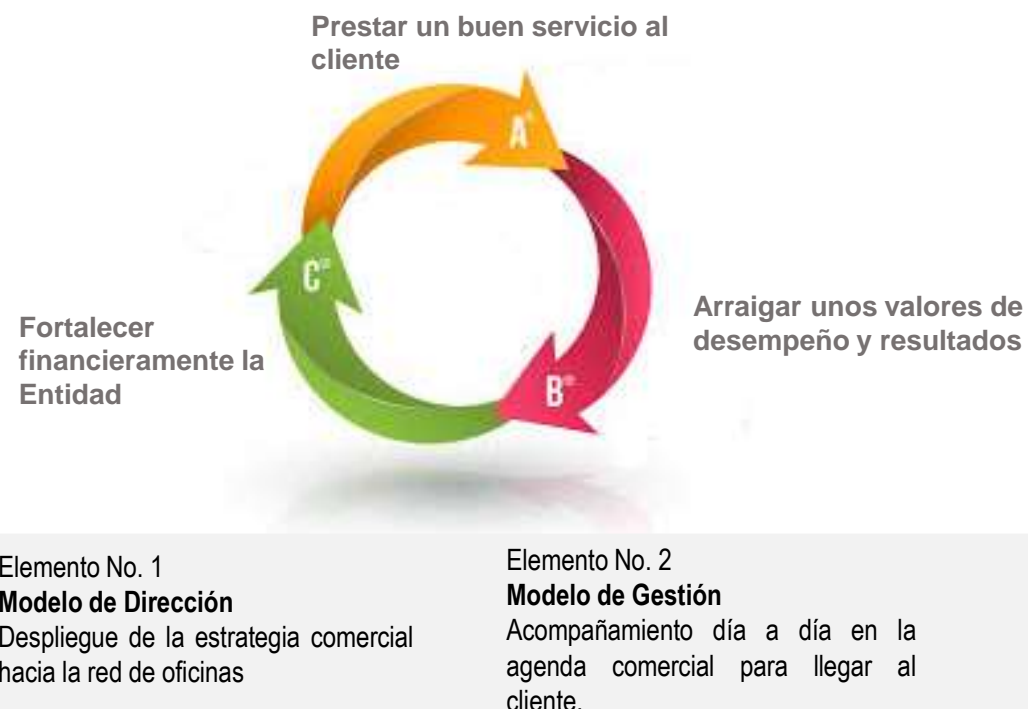 Prestar un buen servicio al
cliente
A
Arraigar unos valores de
desempeño y resultados
B
C
Fortalecer
financieramente la
Entidad
Elemento No. 1
Modelo de Dirección
Despliegue de la estrategia comercial
hacia la red de oficinas
Elemento No. 2
Modelo de Gestión
Acompañamiento día a día en la
agenda comercial para llegar al
cliente.